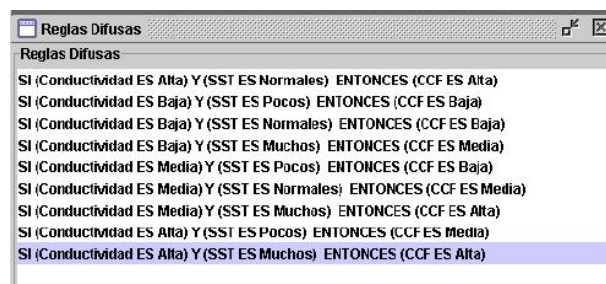 Reglas Difusas
Reglas Difusas
SI (Conductividad ES Alta) Y (SST ES Normales) ENTONCES (CCF ES Alta)
SI (Conductividad ES Baja) Y (SST ES Pocos) ENTONCES (CCF ES Baja)
SI (Conductividad ES Baja) Y (SST ES Normales) ENTONCES (CCF ES Baja)
SI (Conductividad ES Baja) Y (SST ES Muchos) ENTONCES (CCF ES Media)
SI (Conductividad ES Media) Y (SST ES Pocos) ENTONCES (CCF ES Baja)
SI (Conductividad ES Media) Y (SST ES Normales) ENTONCES (CCF ES Media)
SI (Conductividad ES Media) Y (SST ES Muchos) ENTONCES (CCF ES Alta)
SI (Conductividad ES Alta) Y (SST ES Pocos) ENTONCES (CCF ES Media)
SI (Conductividad ES Alta) Y (SST ES Muchos) ENTONCES (CCF ES Alta)